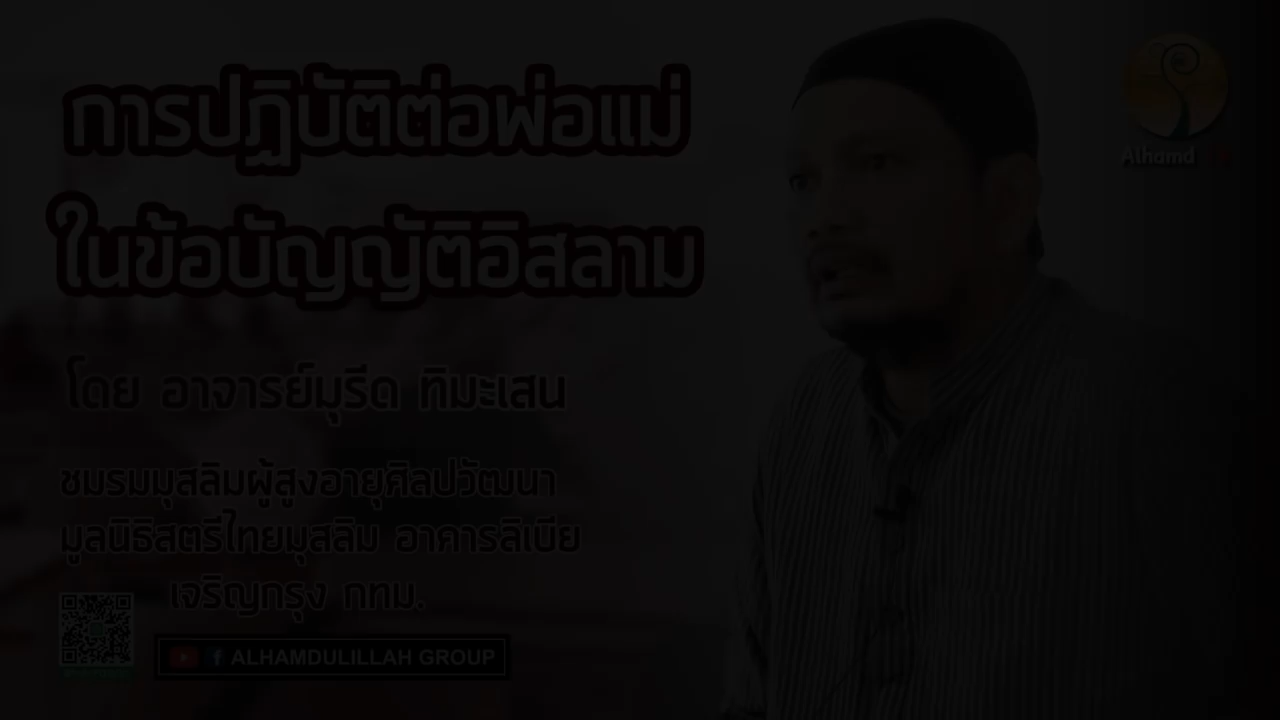 การปฏิบัติต่อพ่อแม่
ในข้อบัญญัติอิสลาม
โดย อาจารย์มุรีด ทิมะเสน
ชมรมมุสลิมผู้สูงอายุศิลปวัฒนา
มูลนิธิสตรีไทยมุสลิม อาคารลิเบีย
เจริญกรุง กทม.
ALHAMDULILLAH GROUP
Alhamd